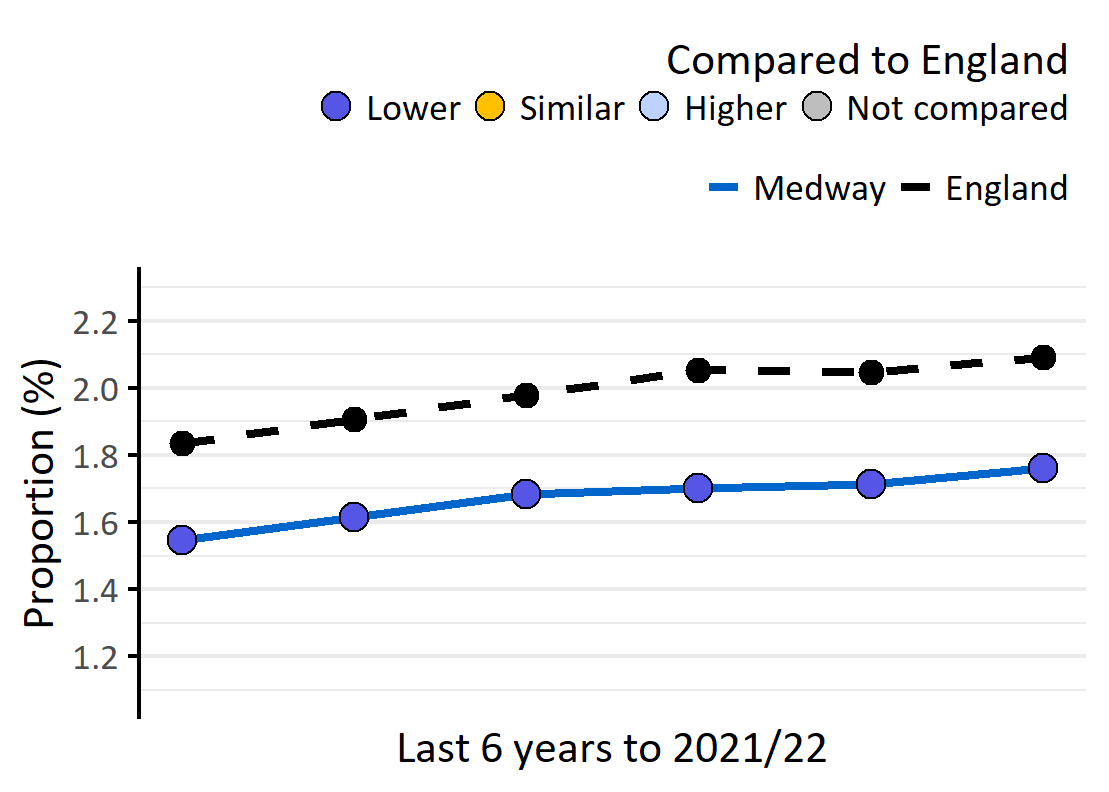 Compared to England
Lower Similar Higher Not compared
Medway England
Proportion (%)
2.2
2.0
1.8
1.6
1.4
1.2
Last 6 years to 2021/22